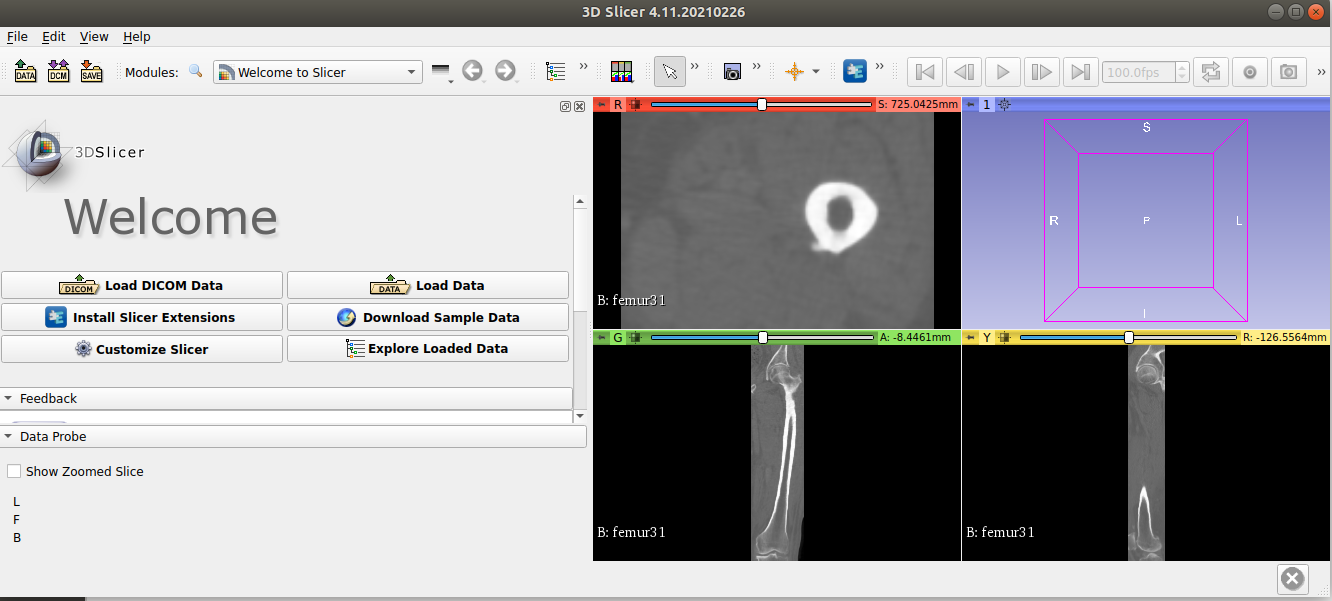 3D Slicer 4.11.20210226
File Edit View Help
DATA DCM SAVE Modules: Welcome to Slicer 100.0fps
R S: 725.0425mm
1
3DSlicer
Welcome
DICOM Load DICOM Data
DATA Load Data
Install Slicer Extensions
Download Sample Data
Customize Slicer
Explore Loaded Data
Feedback
Data Probe
Show Zoomed Slice
L
F
B
B: femur31
S
R P L
I
G A: -8.4461mm
B: femur31
Y R: -126.5564mm
B: femur31